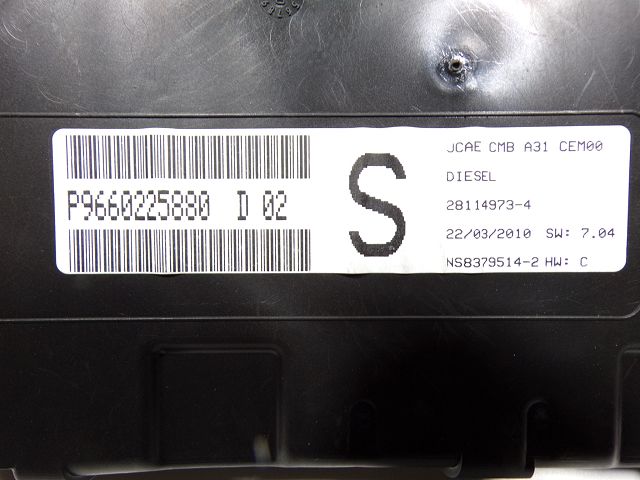 P9660225880 D 02
S
JCAE CMB A31 CEM00
DIESEL
28114973-4
22/03/2010 SW: 7.04
NS8379514-2 HW: C